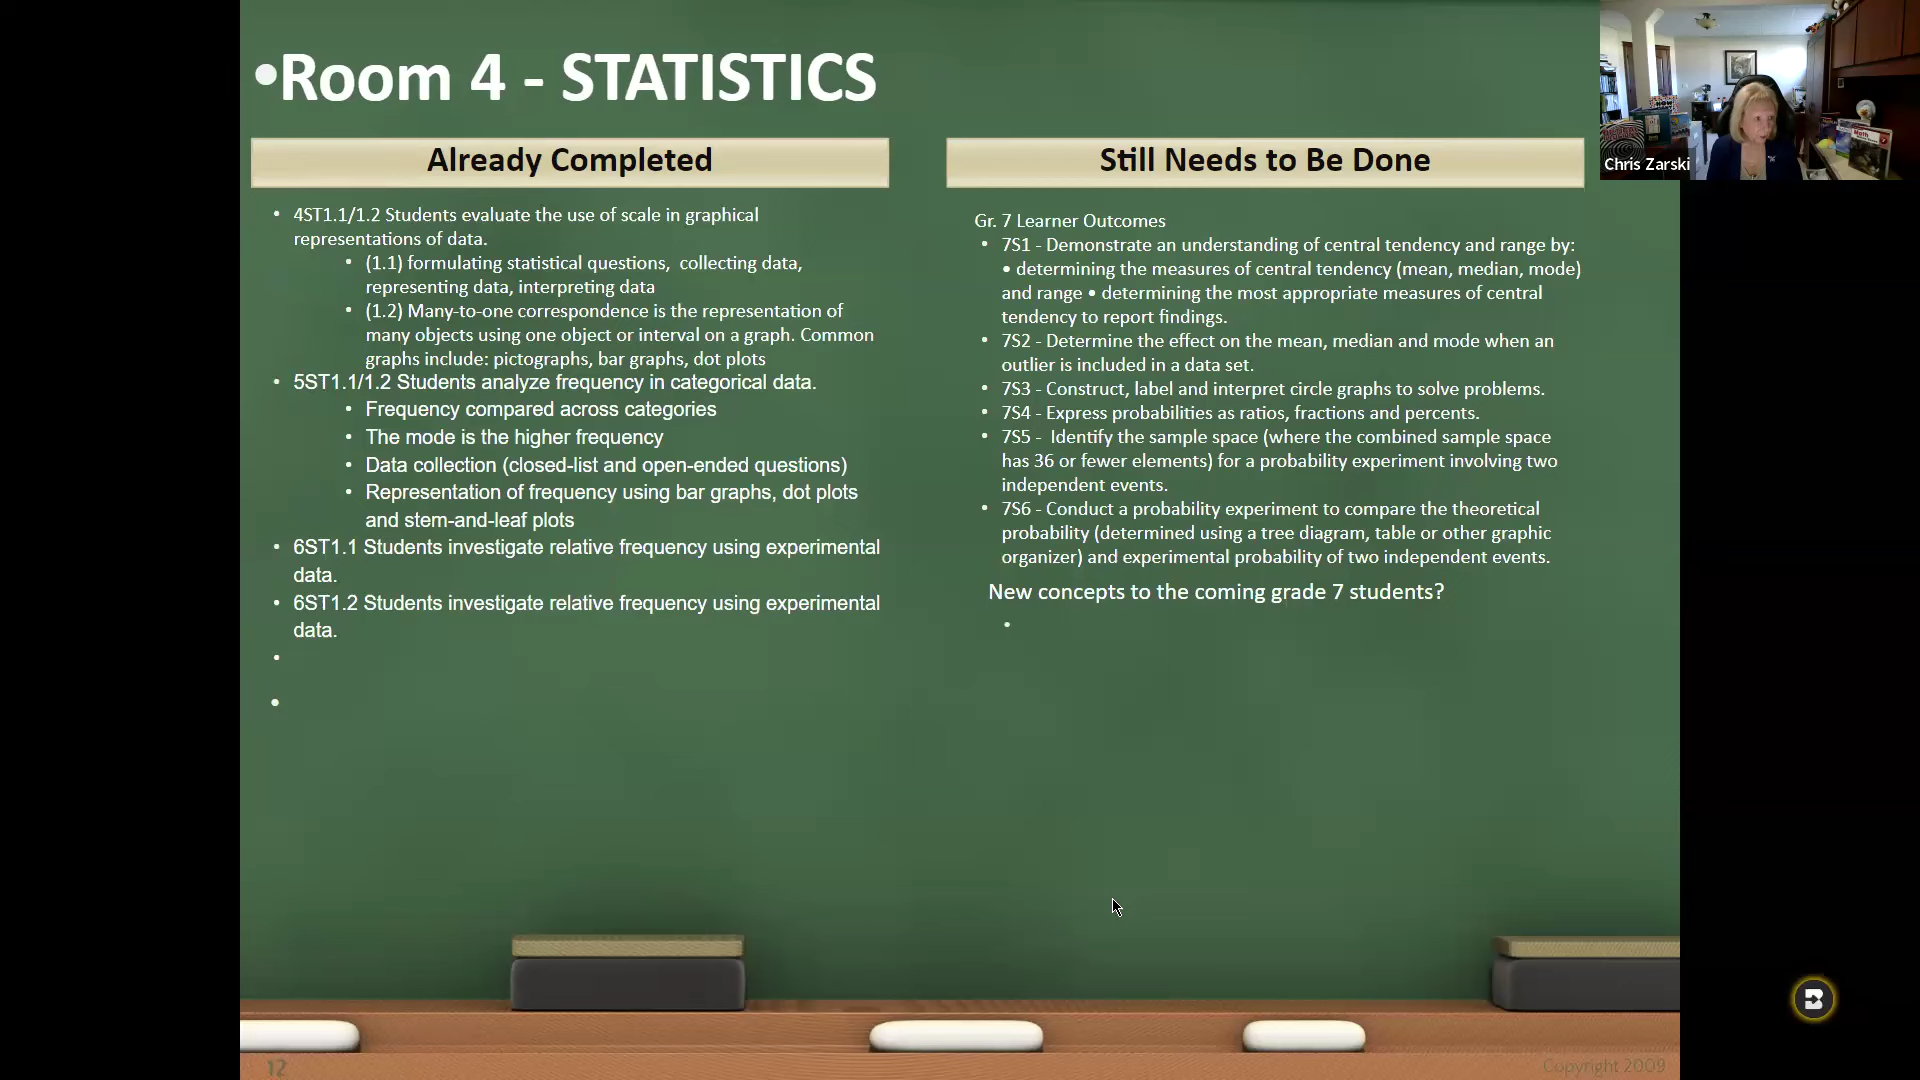 •Room 4 - STATISTICS
Already Completed
• 4ST1.1/1.2 Students evaluate the use of scale in graphical
representations of data.
• (1.1) formulating statistical questions, collecting data,
representing data, interpreting data
• (1.2) Many-to-one correspondence is the representation of
many objects using one object or interval on a graph. Common
graphs include: pictographs, bar graphs, dot plots
• 5ST1.1/1.2 Students analyze frequency in categorical data.
• Frequency compared across categories
• The mode is the higher frequency
• Data collection (closed-list and open-ended questions)
• Representation of frequency using bar graphs, dot plots
and stem-and-leaf plots
• 6ST1.1 Students investigate relative frequency using experimental
data.
• 6ST1.2 Students investigate relative frequency using experimental
data.
•
•
Still Needs to Be Done
Gr. 7 Learner Outcomes
• 7S1 - Demonstrate an understanding of central tendency and range by:
• determining the measures of central tendency (mean, median, mode)
and range • determining the most appropriate measures of central
tendency to report findings.
• 7S2 - Determine the effect on the mean, median and mode when an
outlier is included in a data set.
• 7S3 - Construct, label and interpret circle graphs to solve problems.
• 7S4 - Express probabilities as ratios, fractions and percents.
• 7S5 - Identify the sample space (where the combined sample space
has 36 or fewer elements) for a probability experiment involving two
independent events.
• 7S6 - Conduct a probability experiment to compare the theoretical
probability (determined using a tree diagram, table or other graphic
organizer) and experimental probability of two independent events.
New concepts to the coming grade 7 students?
•
Chris Zarski
12
Copyright 2009